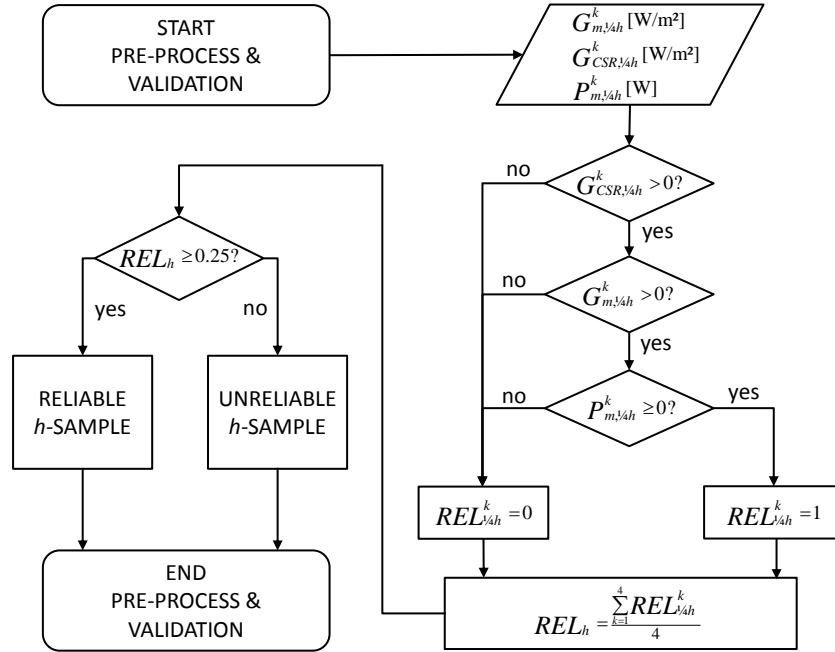 START
PRE-PROCESS &
VALIDATION
G^k_{m,¼h} [W/m²]
G^k_{CSR,¼h} [W/m²]
P^k_{m,¼h} [W]
no
G^k_{CSR,¼h} >0?
yes
no
G^k_{m,¼h} >0?
yes
no
P^k_{m,¼h} ≥0?
yes
REL^k_{¼h} =0
REL^k_{¼h} =1
REL_h = \frac{\sum_{k=1}^{4} REL^k_{¼h}}{4}
REL_h ≥0.25?
yes
no
RELIABLE
h-SAMPLE
UNRELIABLE
h-SAMPLE
END
PRE-PROCESS &
VALIDATION